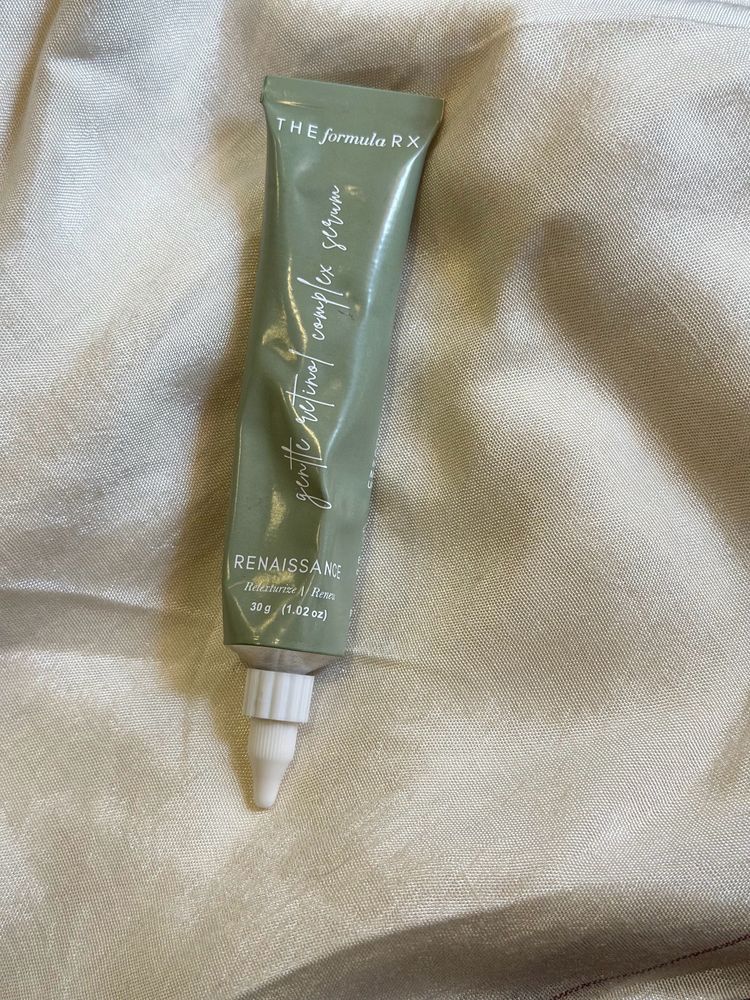 THE formula RX
gentle retinol complex serum
RENAISSANCE
Retexturize / Renew
30 g (1.02 oz)